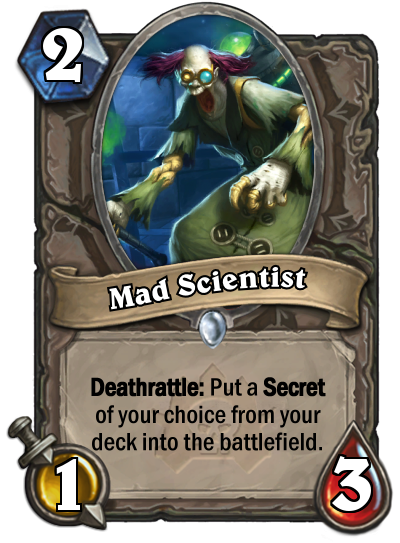 2
Mad Scientist
Deathrattle: Put a Secret
of your choice from your
deck into the battlefield.
1
3